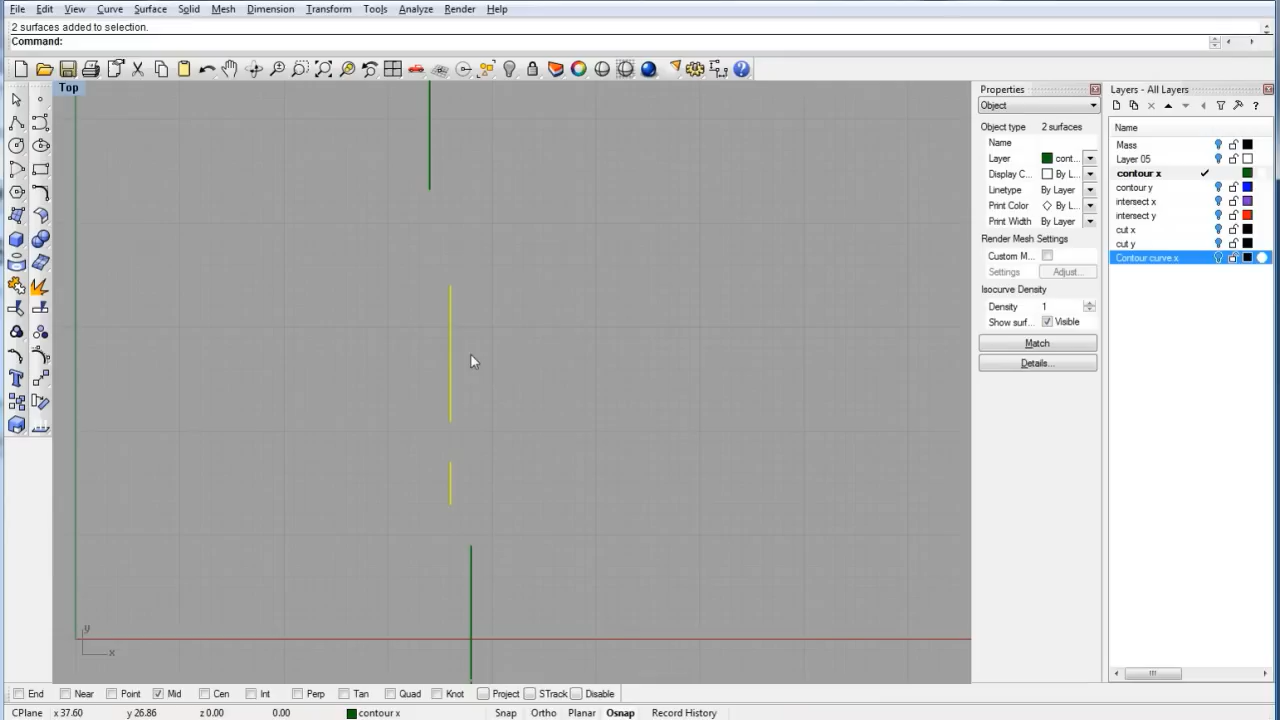 File Edit View Curve Surface Solid Mesh Dimension Transform Tools Analyze Render Help
2 surfaces added to selection.
Command:
Top
Properties
Object
Object type 2 surfaces
Name
Layer cont...
Display C... By L...
Linetype By Layer
Print Color By L...
Print Width By Layer
Render Mesh Settings
Custom M...
Settings Adjust...
Isocurve Density
Density 1
Show surf... Visible
Match
Details...
Layers - All Layers
Name
Mass
Layer 05
contour x
contour y
intersect x
intersect y
cut x
cut y
Contour curve x
y
x
End Near Point Mid Cen Int Perp Tan Quad Knot Project STrack Disable
CPlane x 37.60 y 26.86 z 0.00 0.00 contour x Snap Ortho Planar Osnap Record History